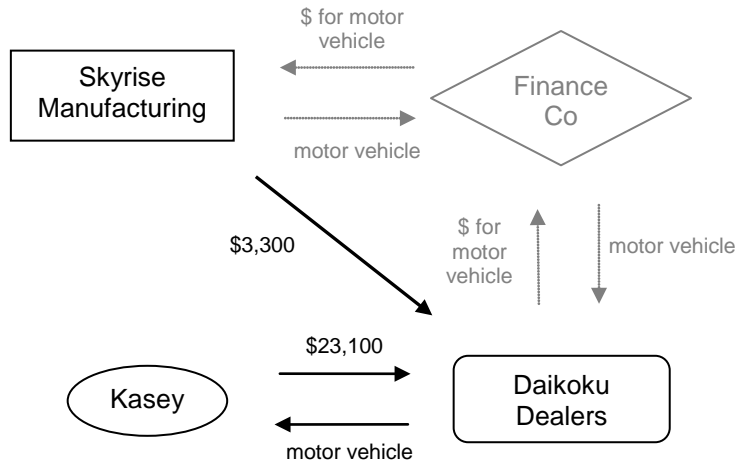 $ for motor
vehicle
Skyrise
Manufacturing
Finance
Co
motor vehicle
$3,300
$ for
motor
vehicle
motor vehicle
$23,100
Kasey
Daikoku
Dealers
motor vehicle